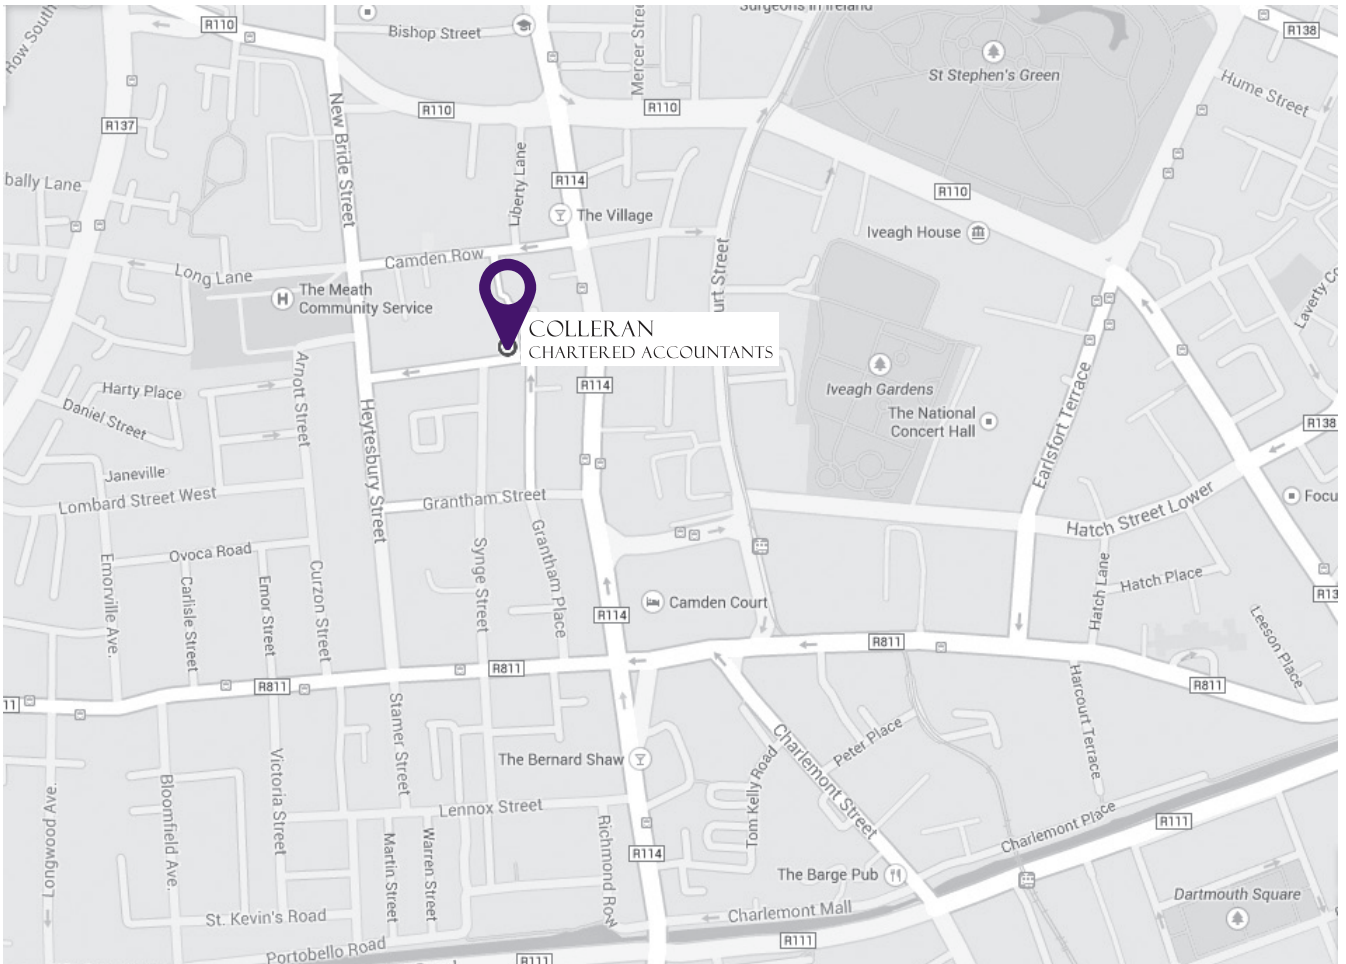 Surgeons in Ireland
R110
Bishop Street
R138
Row South
St Stephen's Green
Hume Street
R110
R110
R137
New Bride Street
Liberty Lane
R114
bally Lane
The Village
R110
Iveagh House
Camden Row
Long Lane
The Meath
Community Service
urt Street
COLLERAN
CHARTERED ACCOUNTANTS
Iveagh Gardens
R114
Harty Place
Daniel Street
Arnott Street
Heytesbury Street
The National
Concert Hall
Earlsfort Terrace
R138
Janeville
Lombard Street West
Grantham Street
Hatch Street Lower
Focu
Ovoca Road
Emorville Ave.
Carlisle Street
Emor Street
Curzon Street
Synge Street
Grantham Place
Camden Court
R114
Hatch Lane
Hatch Place
R13
Leeson Place
R811
R811
R811
R811
11
Stamer Street
Harcourt Terrace
The Bernard Shaw
Charlemont Street
Peter Place
Tom Kelly Road
Longwood Ave
Bloomfield Ave.
Victoria Street
Lennox Street
Martin Street
Warren Street
Richmond Row
R114
R111
Charlemont Place
The Barge Pub
Dartmouth Square
St. Kevin's Road
Charlemont Mall
R111
Portobello Road
R111